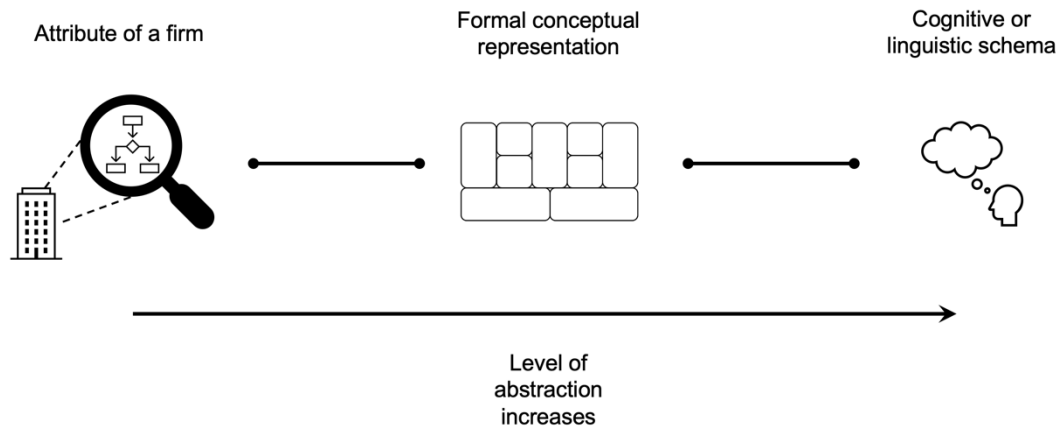 Attribute of a firm
Formal conceptual
representation
Cognitive or
linguistic schema
Level of
abstraction
increases